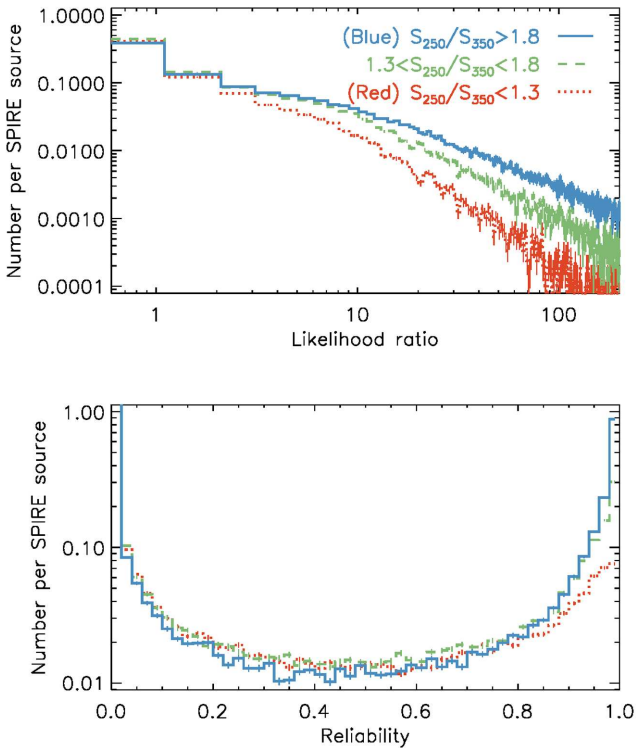 1.0000
0.1000
0.0100
0.0010
0.0001
Number per SPIRE source
(Blue) S250/S350>1.8
1.3<S250/S350<1.8
(Red) S250/S350<1.3
1 10 100
Likelihood ratio
1.00
0.10
0.01
Number per SPIRE source
0.0 0.2 0.4 0.6 0.8 1.0
Reliability